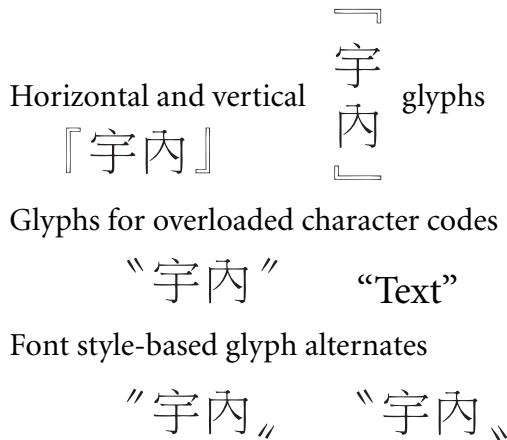 Horizontal and vertical 『宇內』 glyphs
『宇內』
Glyphs for overloaded character codes
〝宇內〞 “Text”
Font style-based glyph alternates
〞宇內〟 〝宇內〟